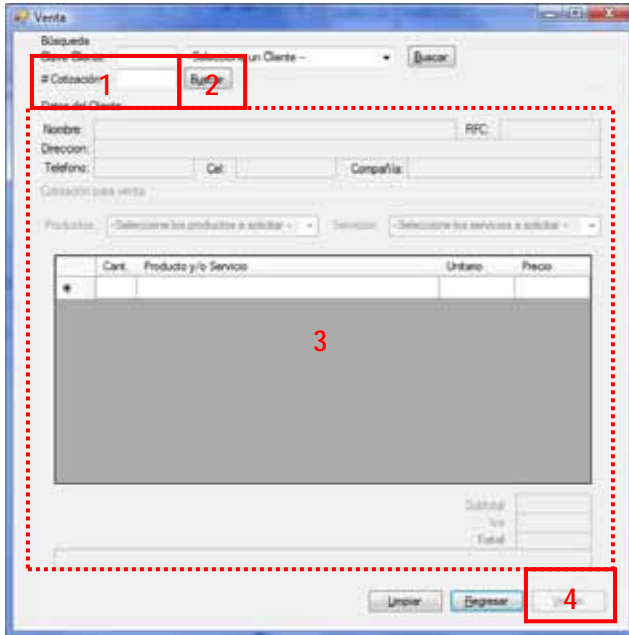 Venta
Búsqueda
Clave Cliente: -Seleccione un Cliente -- Buscar
# Cotización: 1 2
Datos del Cliente
Nombre: RFC:
Direccion:
Telefono: Cel: Compañía:
Cotización para venta
Productos: -Seleccione los productos a solicitar - Servicios: -Seleccione los servicios a solicitar -
Cant. Producto y/o Servicio Unitario Precio
*
3
Subtotal
Iva
Total
Limpiar Regresar 4